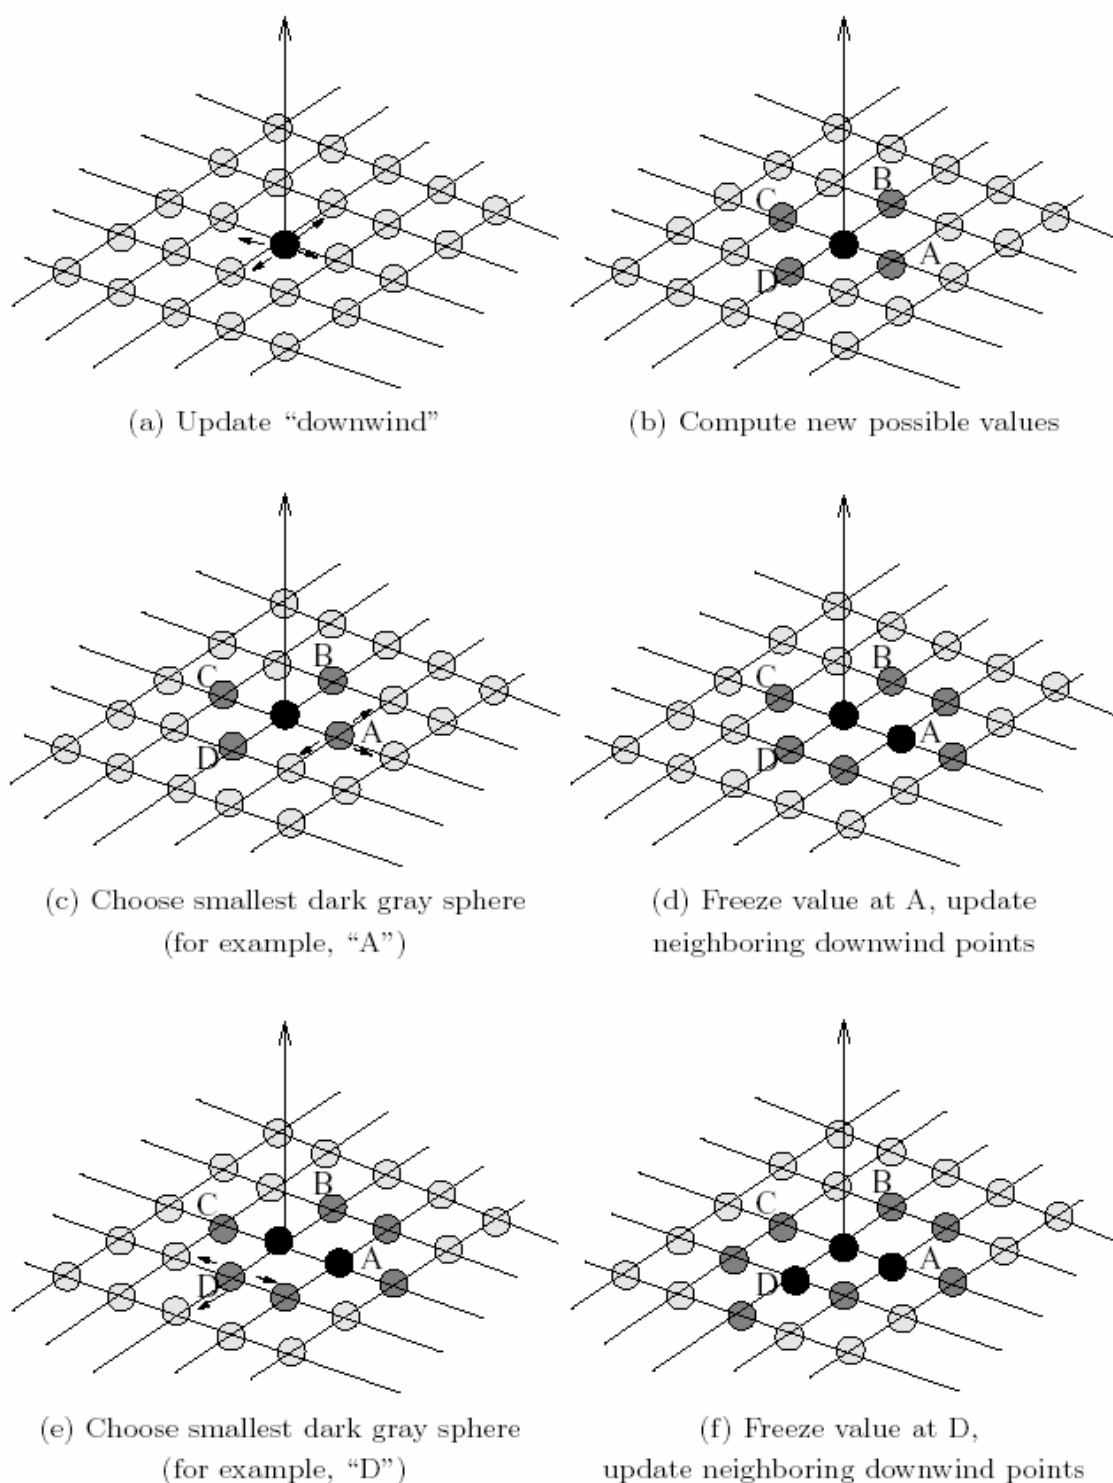 B
C
A
D
(a) Update “downwind”
(b) Compute new possible values
B
C
A
D
B
C
A
D
(c) Choose smallest dark gray sphere
(for example, “A”)
(d) Freeze value at A, update
neighboring downwind points
B
C
A
D
B
C
A
D
(e) Choose smallest dark gray sphere
(for example, “D”)
(f) Freeze value at D,
update neighboring downwind points